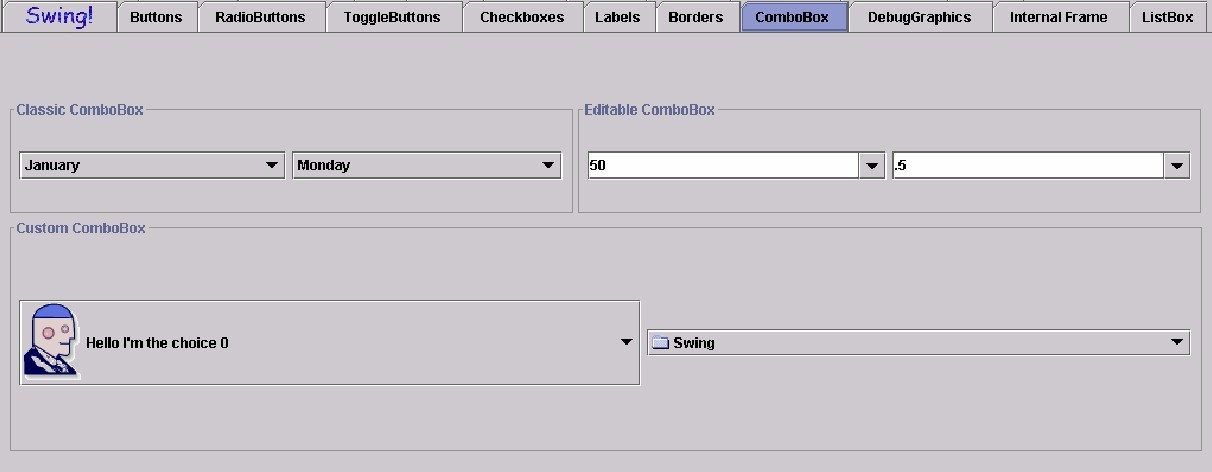 Swing! Buttons RadioButtons ToggleButtons Checkboxes Labels Borders ComboBox DebugGraphics Internal Frame ListBox
Classic ComboBox Editable ComboBox
January Monday 50 .5
Custom ComboBox
Hello I'm the choice 0 Swing